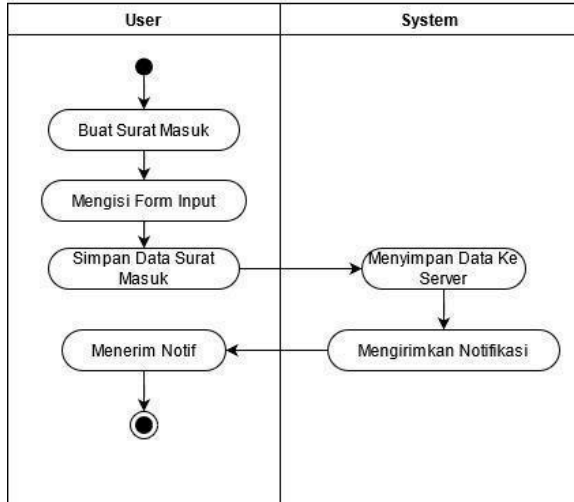 User
System
Buat Surat Masuk
Mengisi Form Input
Simpan Data Surat
Masuk
Menyimpan Data Ke
Server
Menerim Notif
Mengirimkan Notifikasi